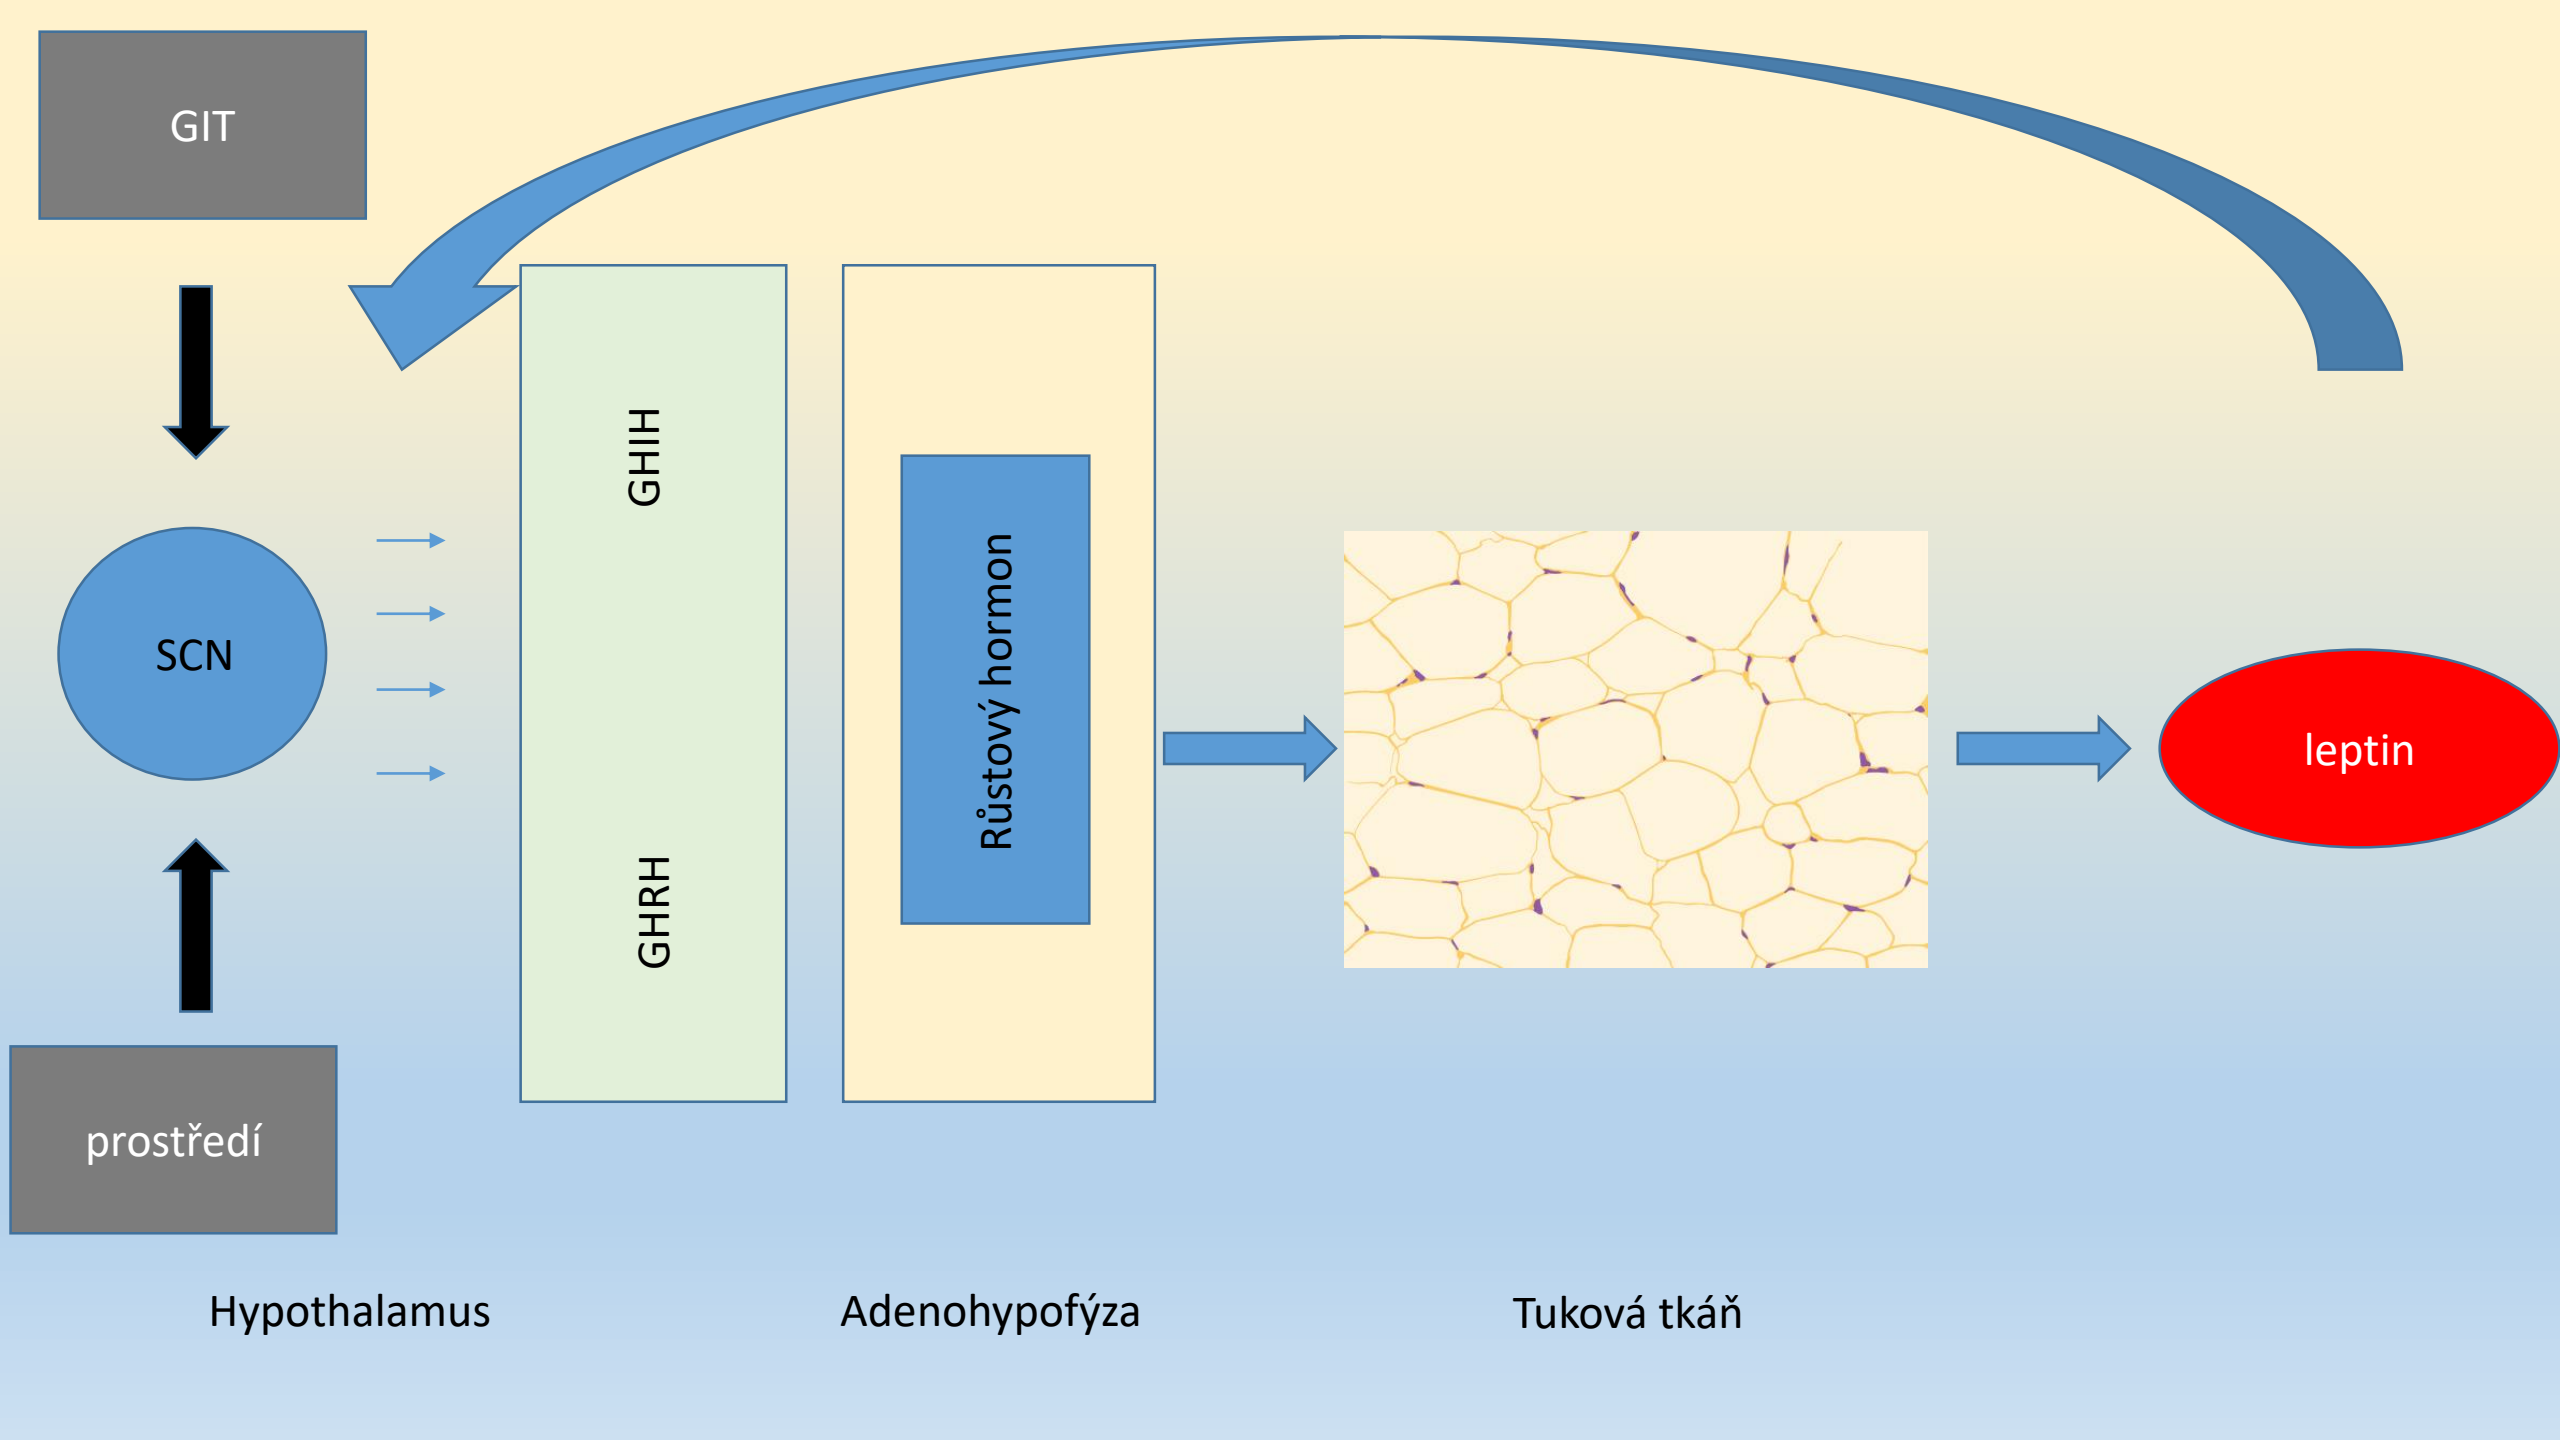 GIT
SCN
prostředí
GHIH
GHRH
Růstový hormon
leptin
Hypothalamus
Adenohypofýza
Tuková tkáň